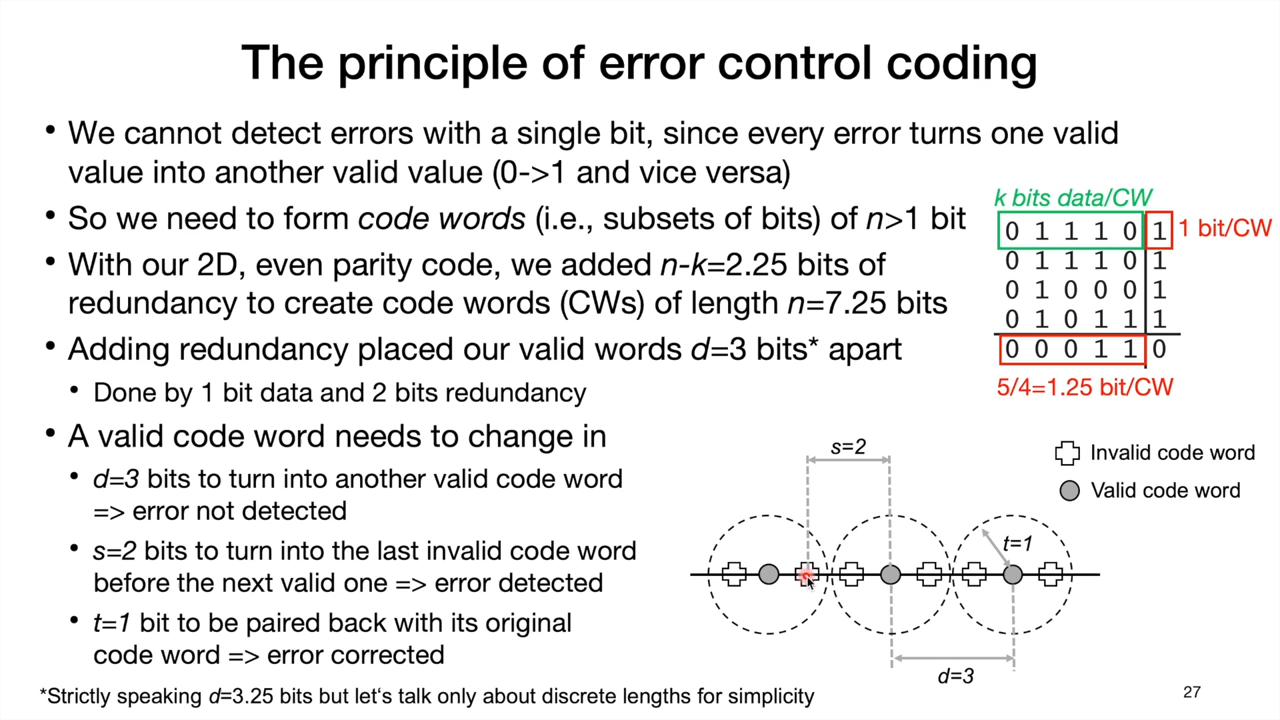 The principle of error control coding
• We cannot detect errors with a single bit, since every error turns one valid
value into another valid value (0->1 and vice versa)
• So we need to form code words (i.e., subsets of bits) of n>1 bit
• With our 2D, even parity code, we added n-k=2.25 bits of
redundancy to create code words (CWs) of length n=7.25 bits
• Adding redundancy placed our valid words d=3 bits* apart
• Done by 1 bit data and 2 bits redundancy
• A valid code word needs to change in
• d=3 bits to turn into another valid code word
=> error not detected
• s=2 bits to turn into the last invalid code word
before the next valid one => error detected
• t=1 bit to be paired back with its original
code word => error corrected
k bits data/CW
0 1 1 1 0 1 1 bit/CW
0 1 1 1 0 1
0 1 0 0 0 1
0 1 0 1 1 1
0 0 0 1 1 0
5/4=1.25 bit/CW
s=2
Invalid code word
Valid code word
t=1
d=3
*Strictly speaking d=3.25 bits but let‘s talk only about discrete lengths for simplicity
27